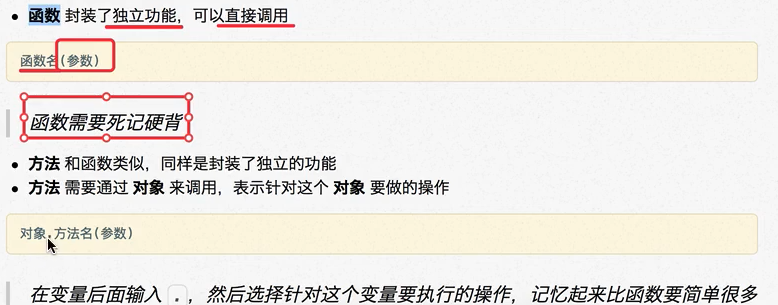 函数 封装了独立功能，可以直接调用
函数名(参数)
函数需要死记硬背
方法 和函数类似，同样是封装了独立的功能
方法 需要通过 对象 来调用，表示针对这个 对象 要做的操作
对象.方法名(参数)
在变量后面输入 .，然后选择针对这个变量要执行的操作，记忆起来比函数要简单很多